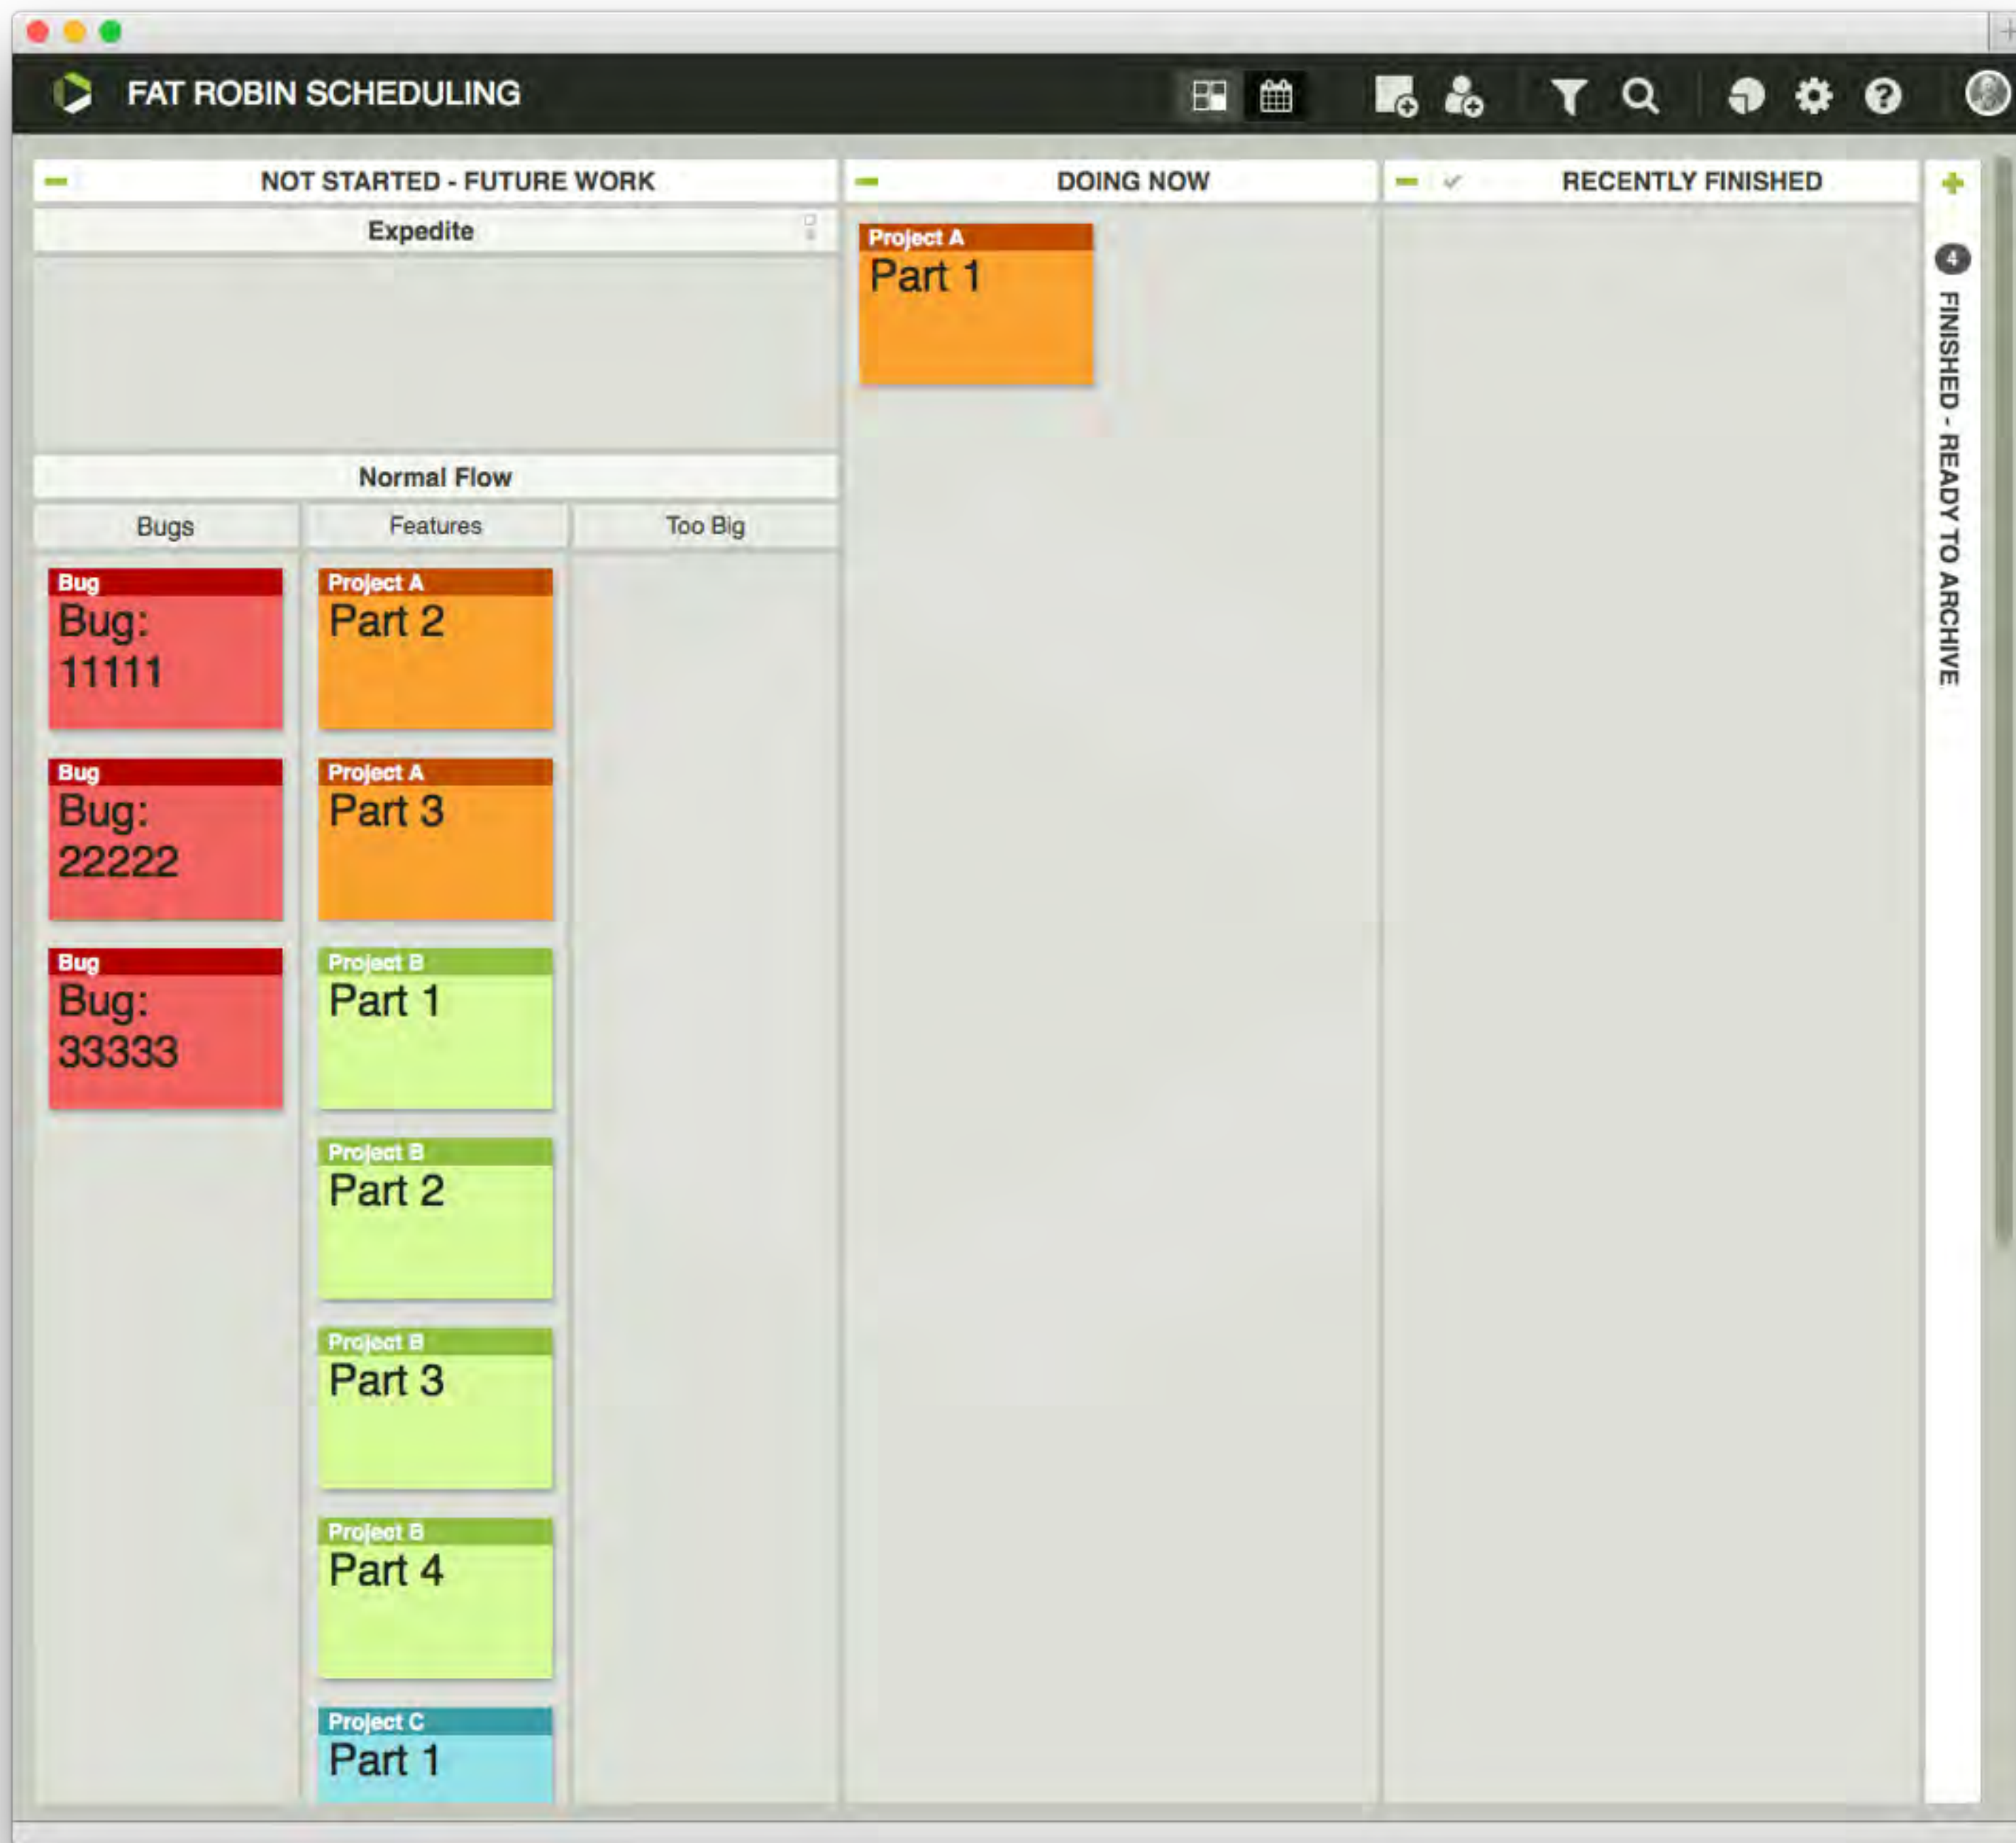 FAT ROBIN SCHEDULING
NOT STARTED - FUTURE WORK
Expedite
Normal Flow
Bugs
Bug
Bug:
11111
Bug
Bug:
22222
Bug
Bug:
33333
Features
Project A
Part 2
Project A
Part 3
Project B
Part 1
Project B
Part 2
Project B
Part 3
Project B
Part 4
Project C
Part 1
Too Big
DOING NOW
Project A
Part 1
RECENTLY FINISHED
4
FINISHED - READY TO ARCHIVE